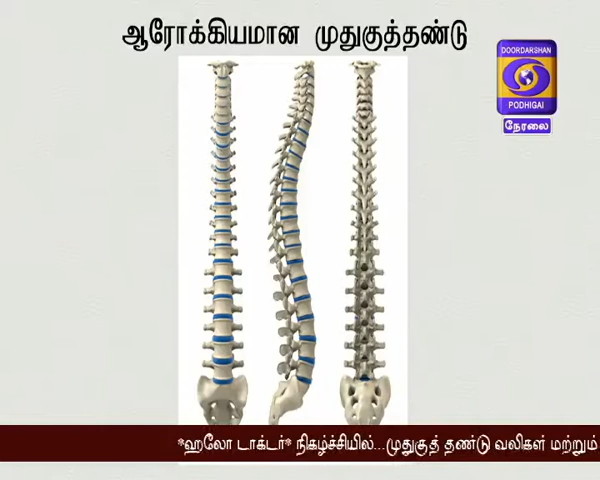 ஆரோக்கியமான முதுகுத்தண்டு
DOORDARSHAN
PODHIGAI
நேரலை
*ஹலோ டாக்டர்* நிகழ்ச்சியில்...முதுகுத் தண்டு வலிகள் மற்றும்